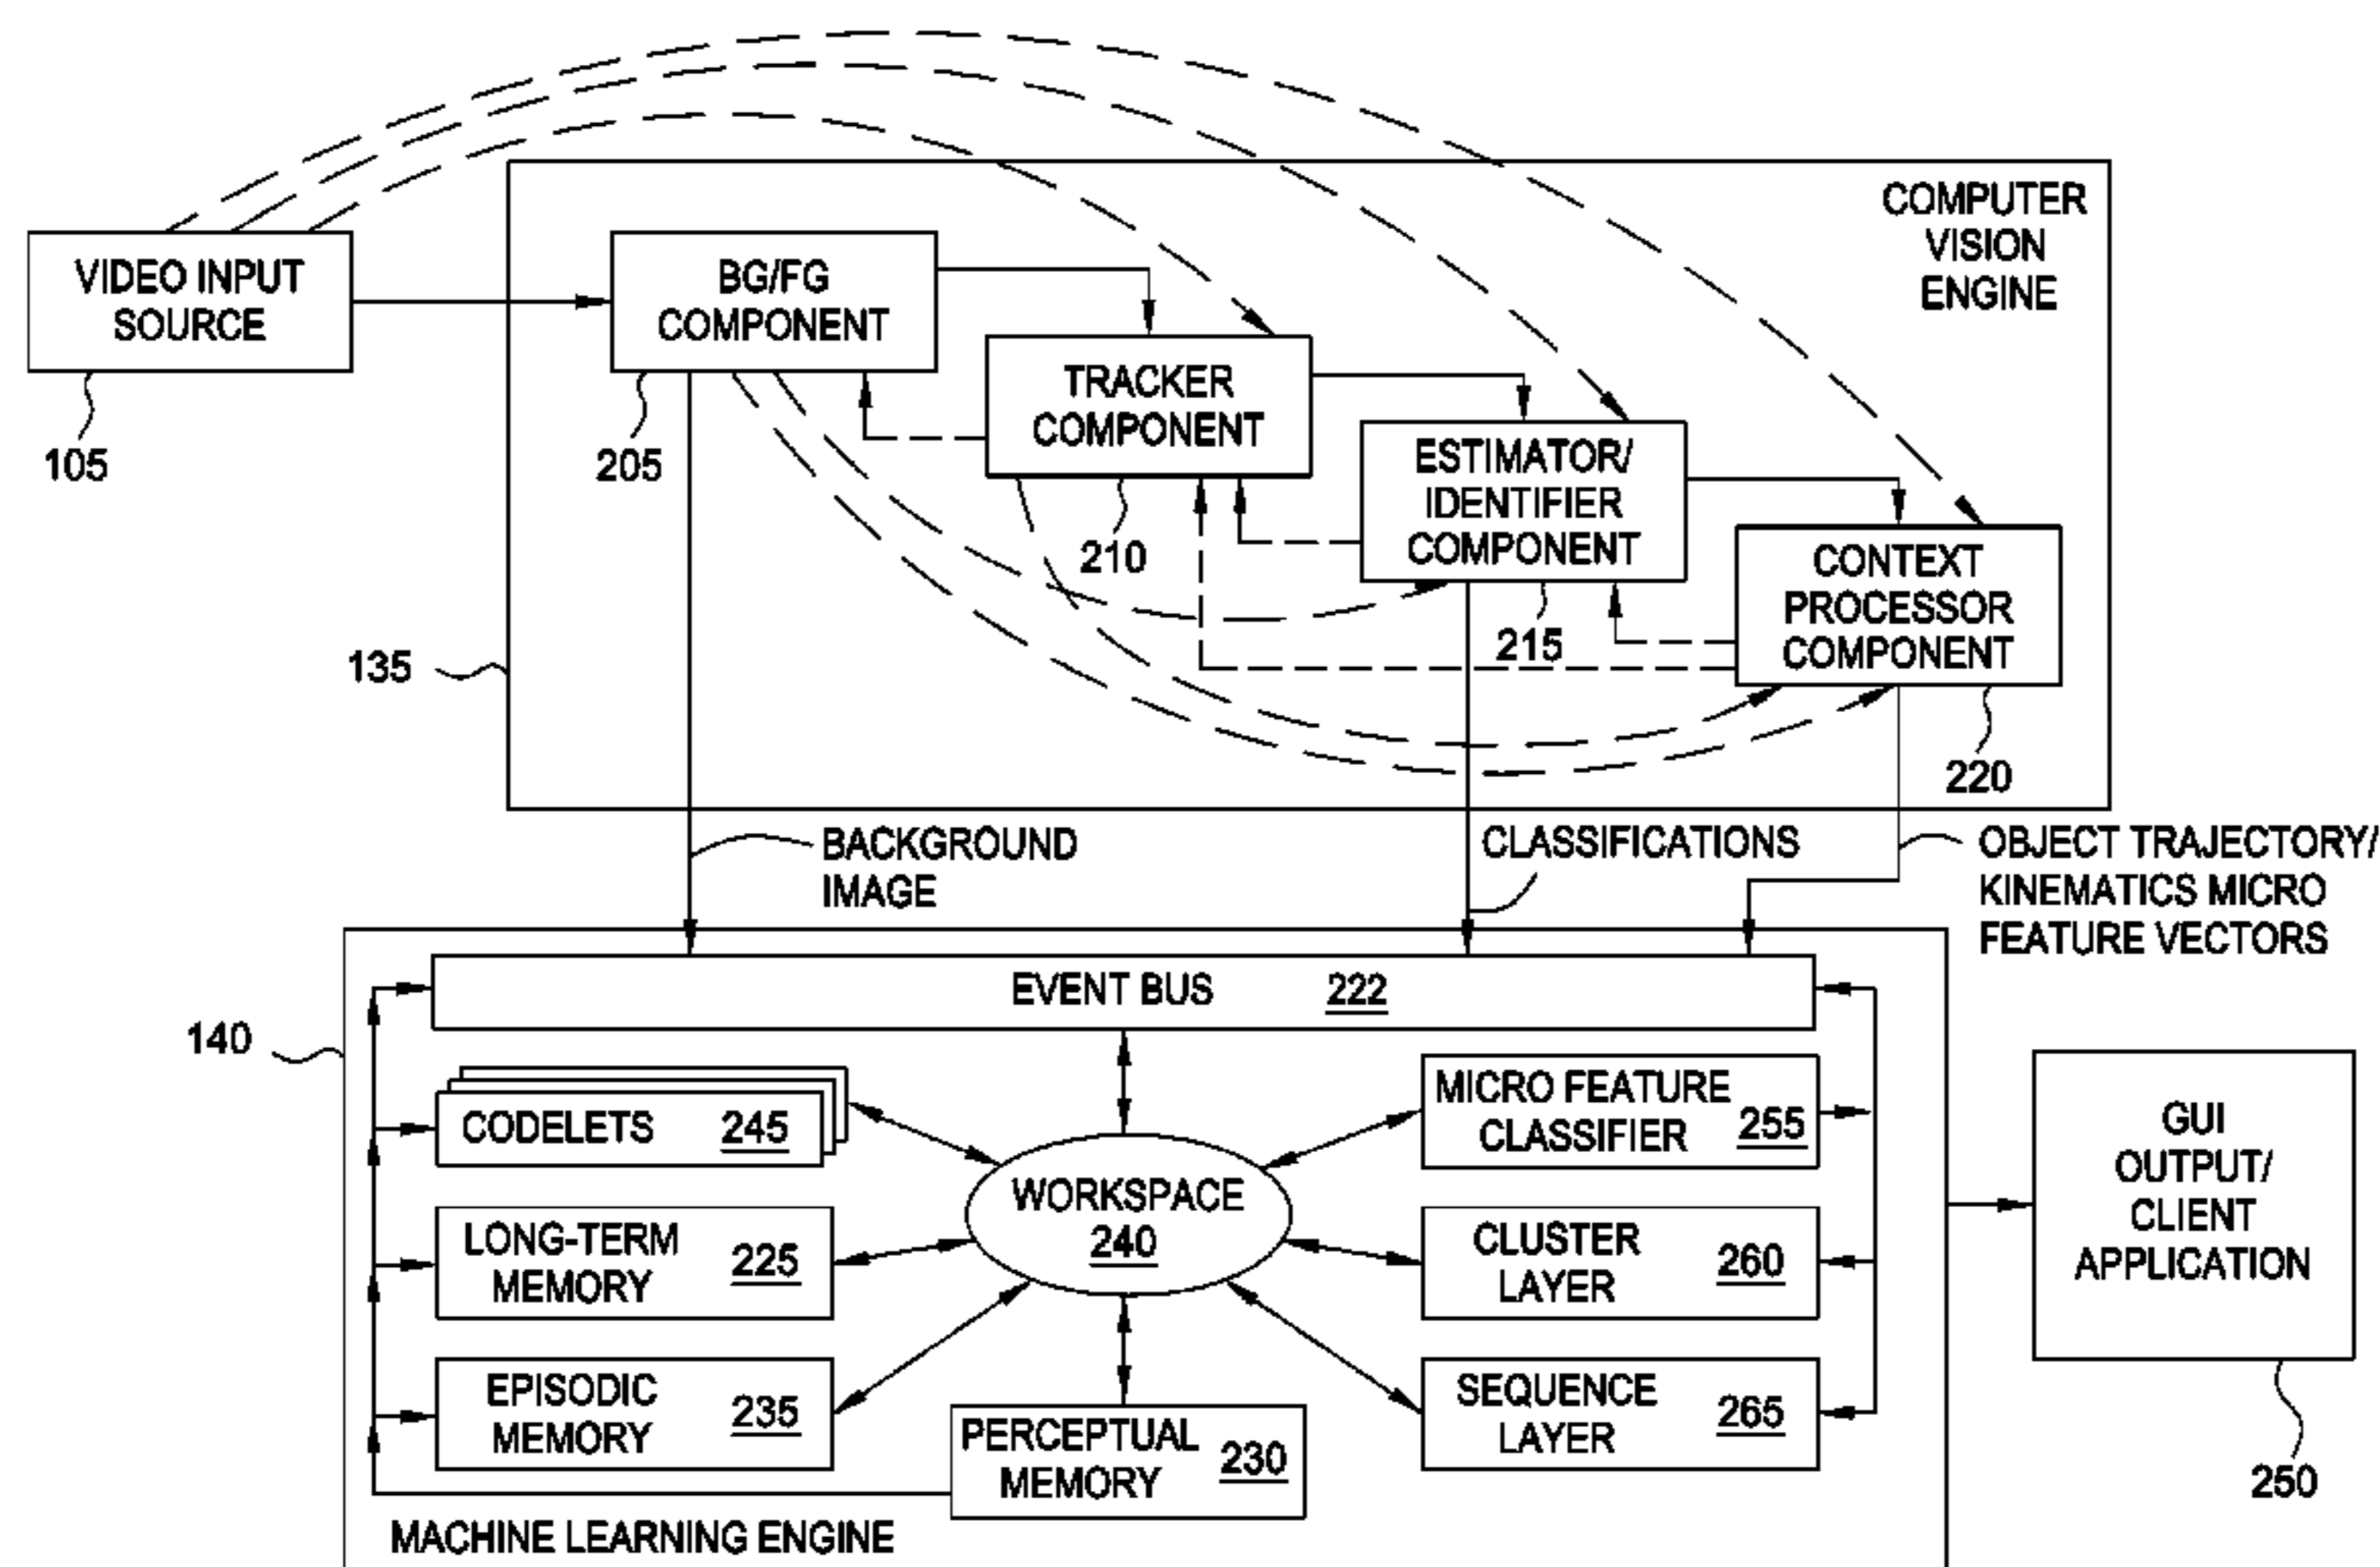 VIDEO INPUT
SOURCE
105
COMPUTER
VISION
ENGINE
BG/FG
COMPONENT
205
TRACKER
COMPONENT
210
ESTIMATOR/
IDENTIFIER
COMPONENT
215
CONTEXT
PROCESSOR
COMPONENT
220
135
BACKGROUND
IMAGE
CLASSIFICATIONS
OBJECT TRAJECTORY/
KINEMATICS MICRO
FEATURE VECTORS
140
EVENT BUS 222
CODELETS 245
LONG-TERM
MEMORY 225
EPISODIC
MEMORY 235
WORKSPACE
240
PERCEPTUAL
MEMORY 230
MICRO FEATURE
CLASSIFIER 255
CLUSTER
LAYER 260
SEQUENCE
LAYER 265
MACHINE LEARNING ENGINE
GUI
OUTPUT/
CLIENT
APPLICATION
250